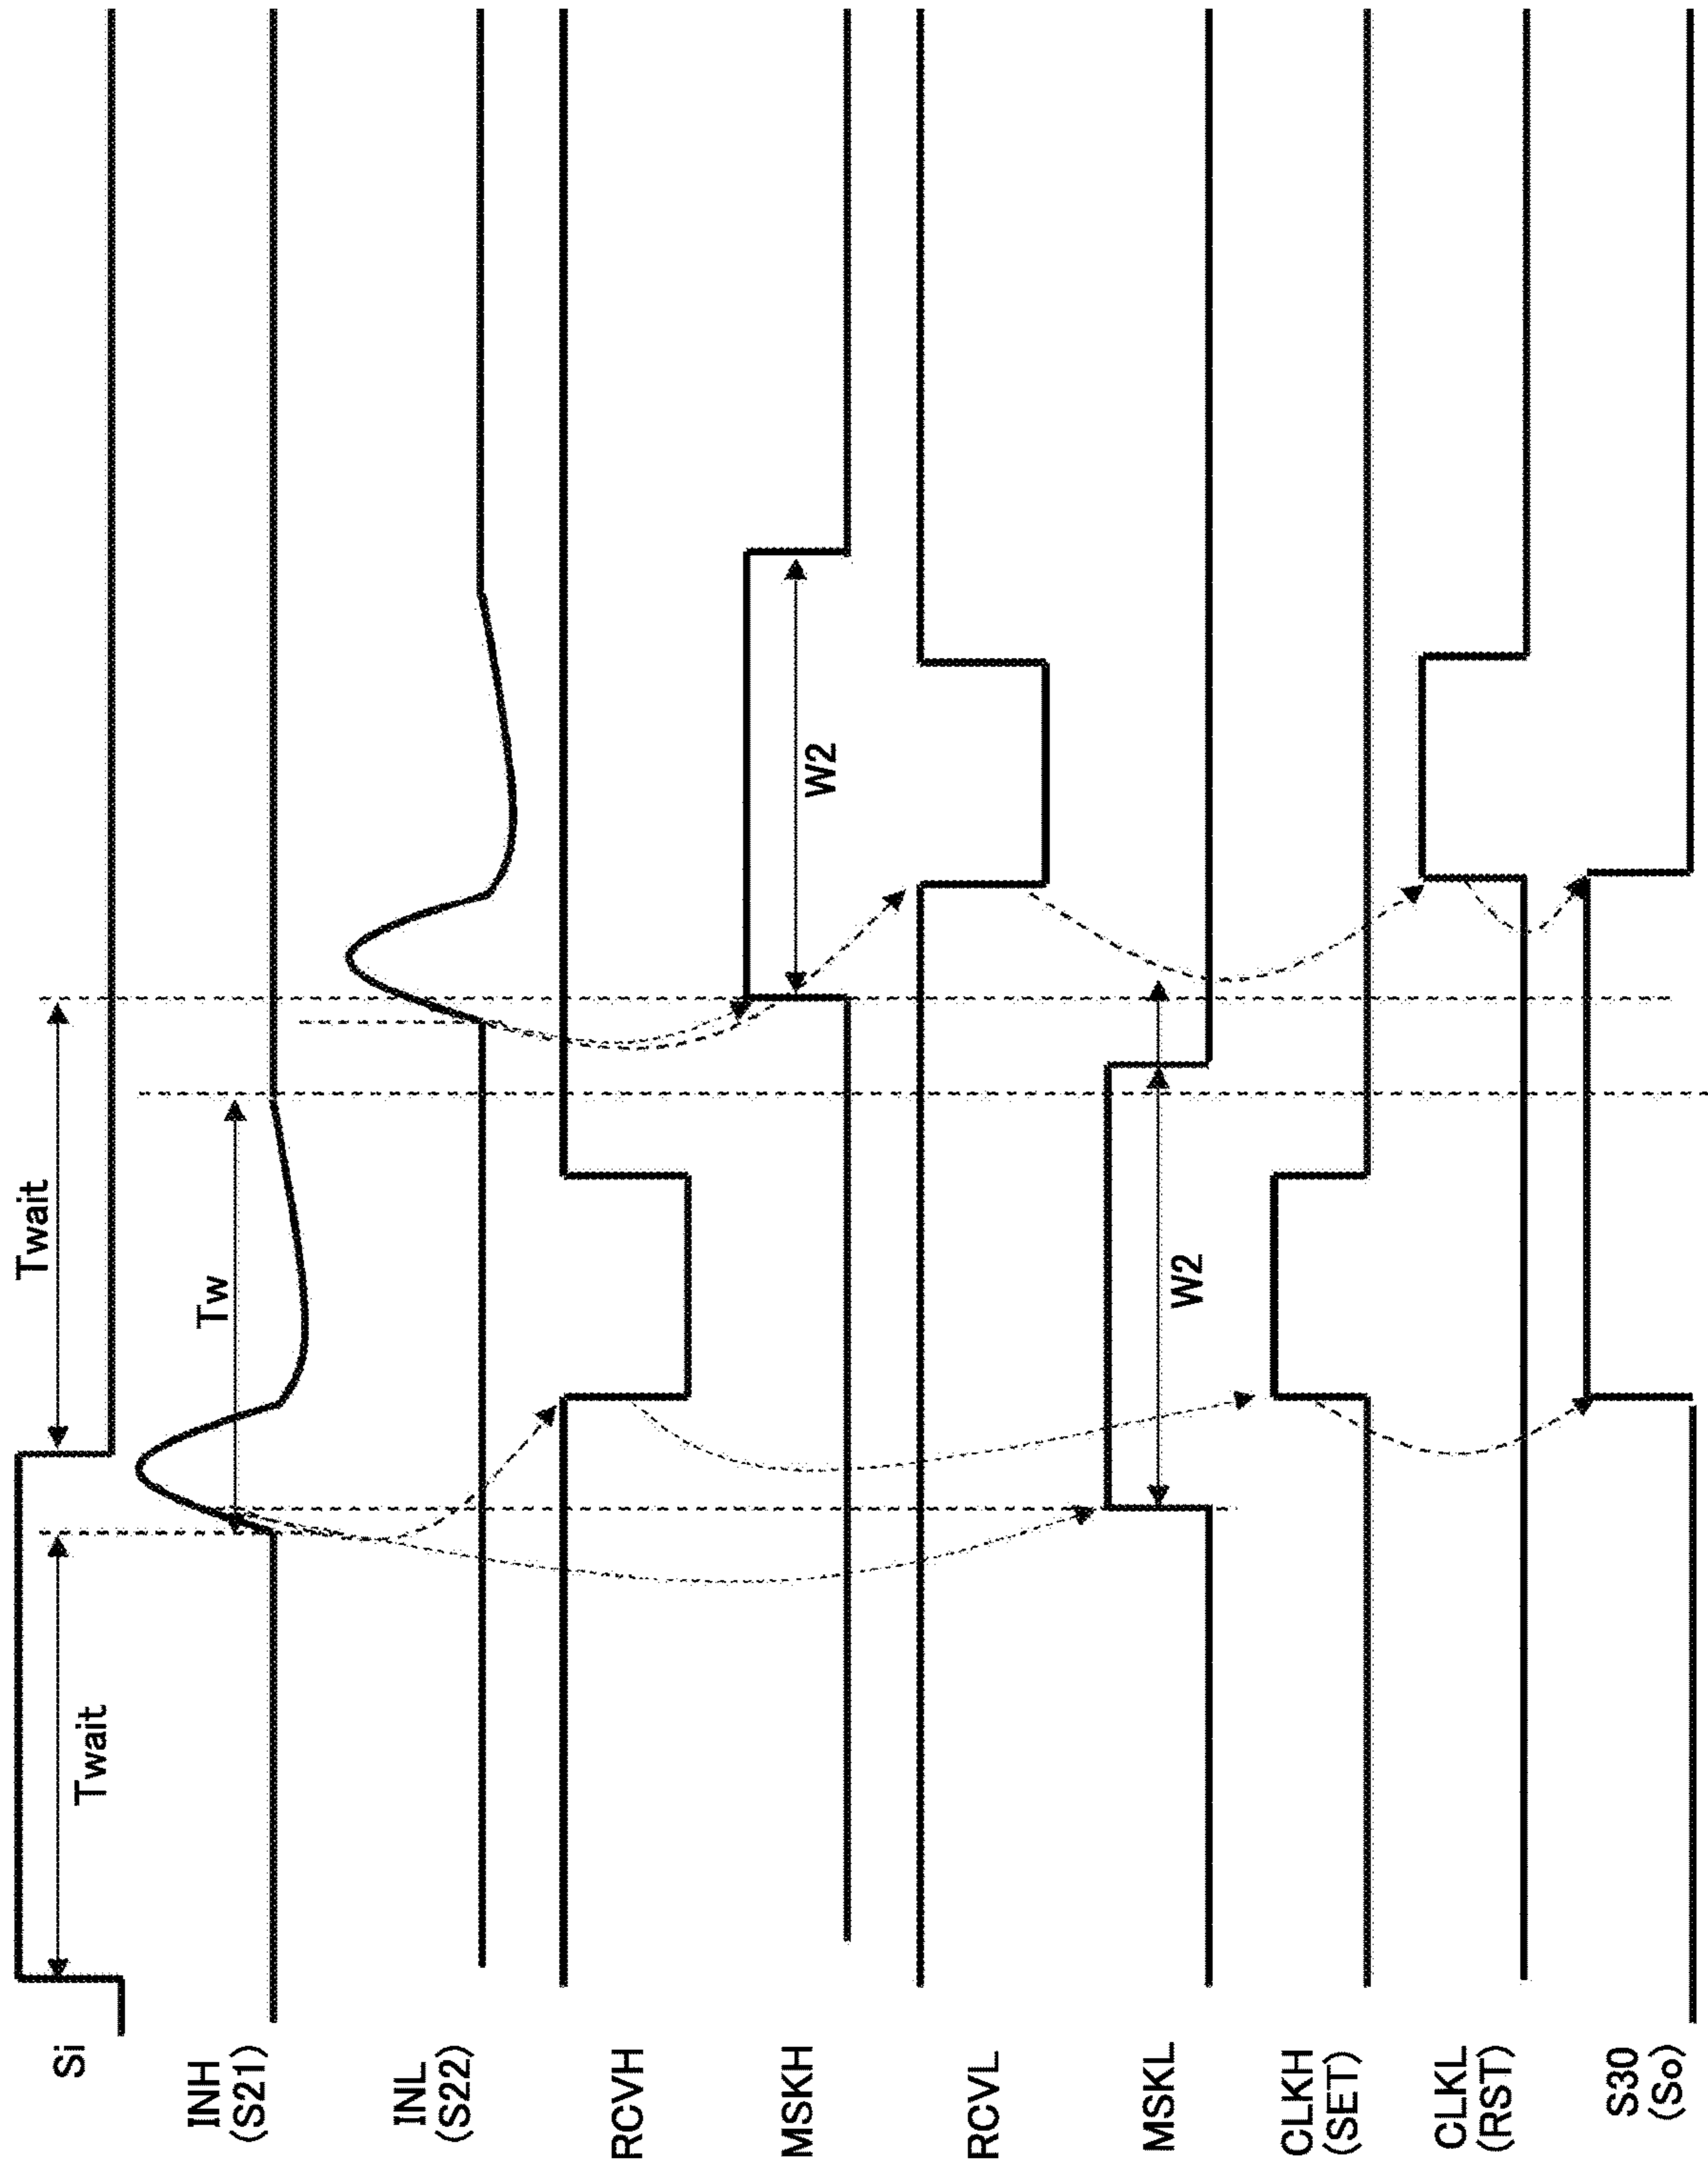 Si
Twait
Twait
INH
(S21)
Tw
INL
(S22)
RCVH
MSKH
W2
RCVL
MSKL
W2
CLKH
(SET)
CLKL
(RST)
S30
(So)